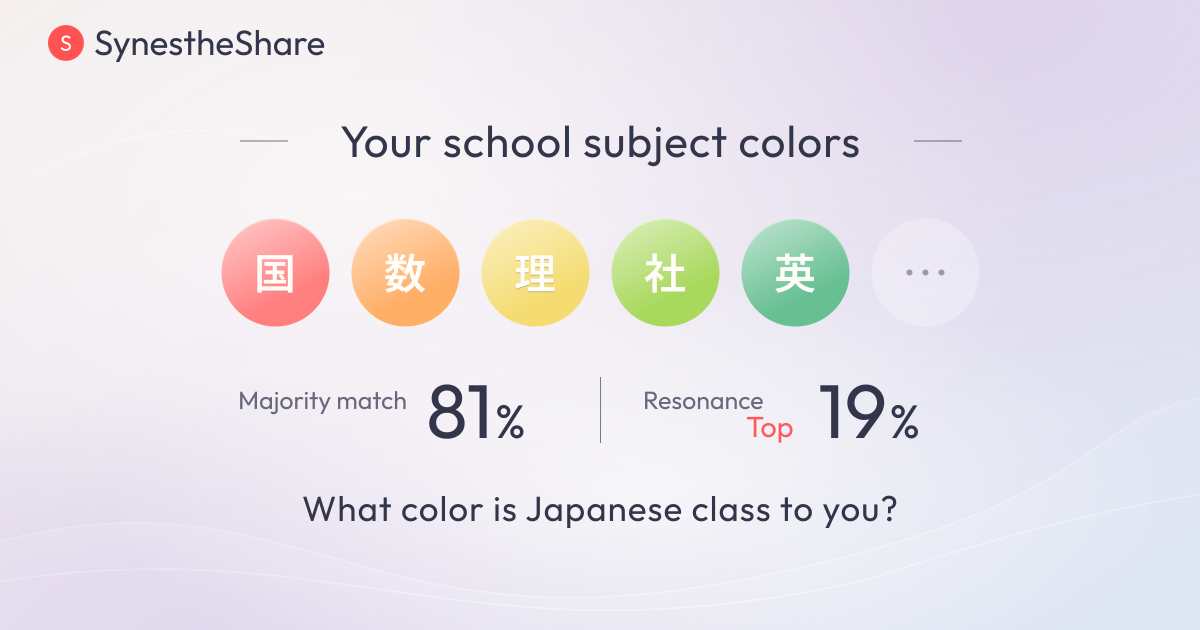 S SynestheShare
Your school subject colors
国 数 理 社 英 ...
Majority match 81% Resonance Top 19%
What color is Japanese class to you?